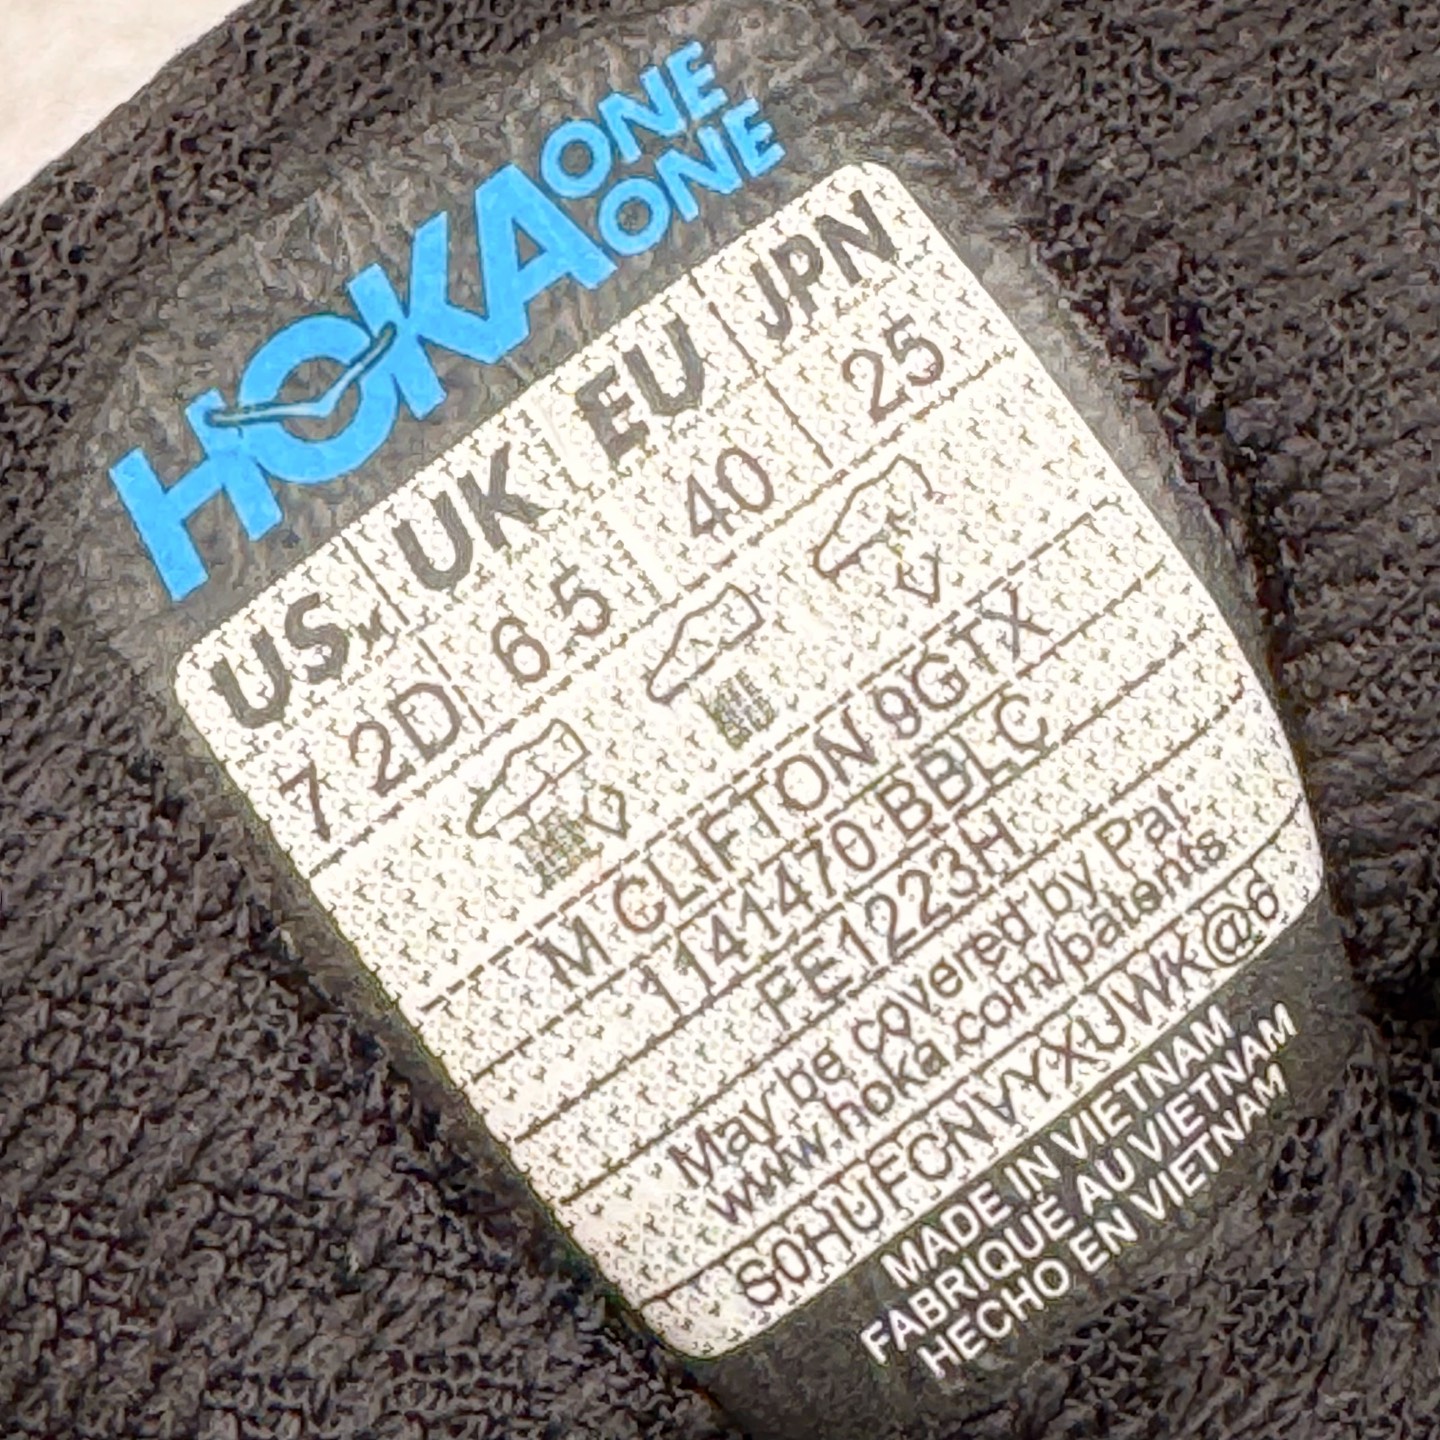 HOKA ONE ONE
US M UK EU JPN
7 2D 6.5 40 25
M CLIFTON 9GTX
1141470 BBLC
FE1223H
May be covered by Pat.
www.hoka.com/patents
S0HUFCNVYXUWK@6
MADE IN VIETNAM
FABRIQUÉ AU VIETNAM
HECHO EN VIETNAM